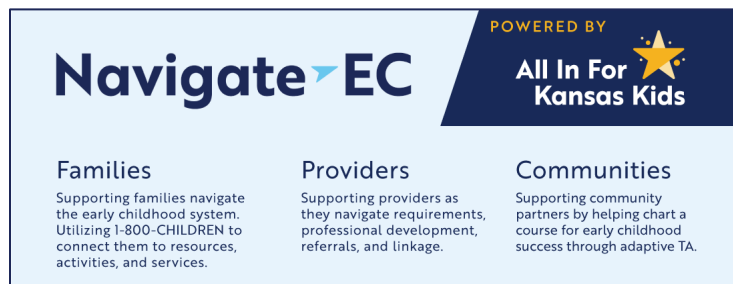 Navigate EC
POWERED BY
All In For
Kansas Kids
Families
Supporting families navigate
the early childhood system.
Utilizing 1-800-CHILDREN to
connect them to resources,
activities, and services.
Providers
Supporting providers as
they navigate requirements,
professional development,
referrals, and linkage.
Communities
Supporting community
partners by helping chart a
course for early childhood
success through adaptive TA.